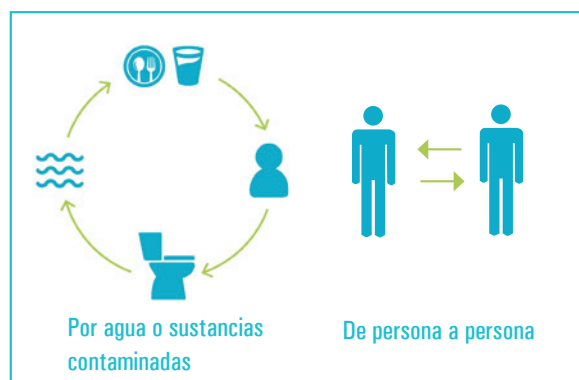 Por agua o sustancias
contaminadas
De persona a persona